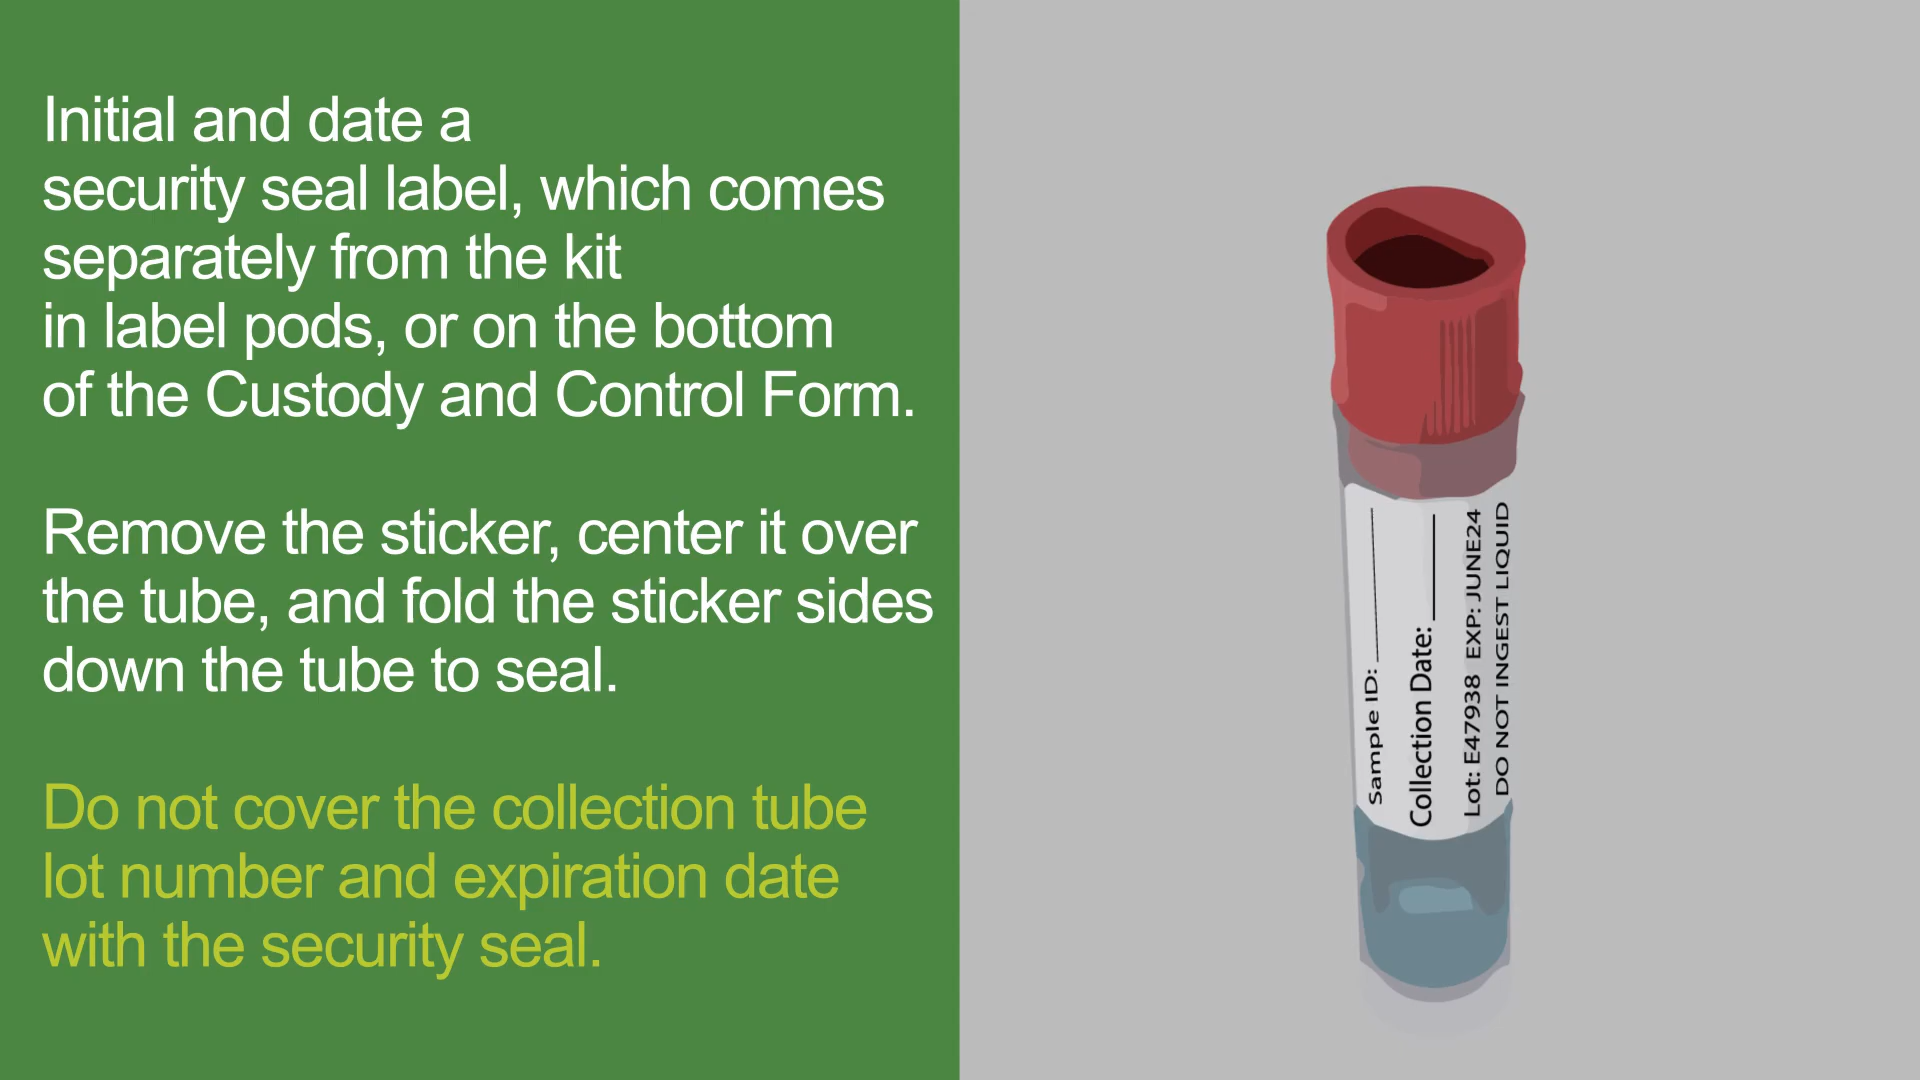 Initial and date a
security seal label, which comes
separately from the kit
in label pods, or on the bottom
of the Custody and Control Form.
Remove the sticker, center it over
the tube, and fold the sticker sides
down the tube to seal.
Do not cover the collection tube
lot number and expiration date
with the security seal.
Sample ID: ___________
Collection Date: _______
Lot: E47938 EXP: JUNE24
DO NOT INGEST LIQUID